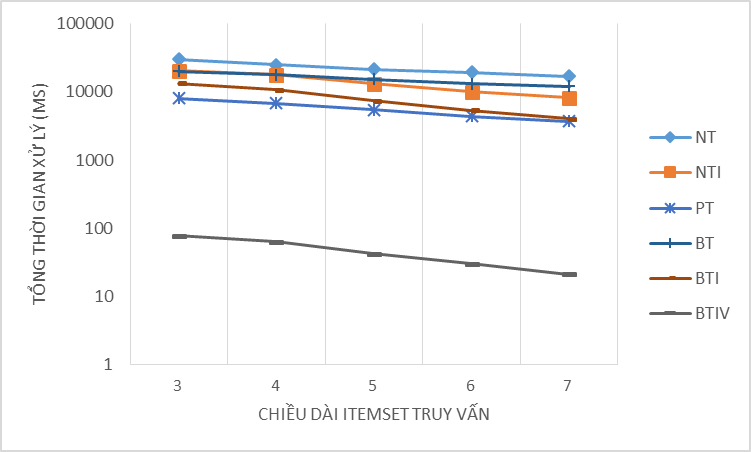 TỔNG THỜI GIAN XỬ LÝ (MS)
100000
10000
1000
100
10
1
3 4 5 6 7
CHIỀU DÀI ITEMSET TRUY VẤN
NT
NTI
PT
BT
BTI
BTIV